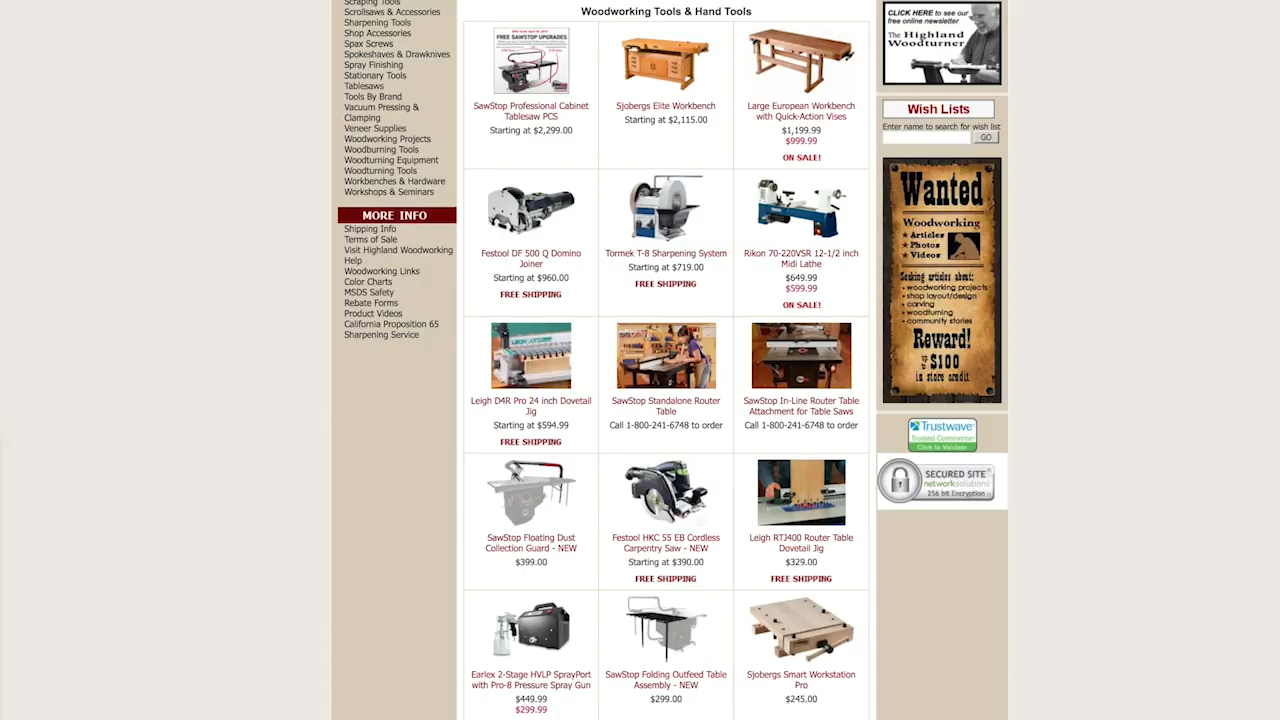 Scraping Tools
Scrollsaws & Accessories
Sharpening Tools
Shop Accessories
Spax Screws
Spokeshaves & Drawknives
Spray Finishing
Stationary Tools
Tablesaws
Tools By Brand
Vacuum Pressing &
Clamping
Veneer Supplies
Woodworking Projects
Woodburning Tools
Woodturning Equipment
Woodturning Tools
Workbenches & Hardware
Workshops & Seminars
MORE INFO
Shipping Info
Terms of Sale
Visit Highland Woodworking
Help
Woodworking Links
Color Charts
MSDS Safety
Rebate Forms
Product Videos
California Proposition 65
Sharpening Service
Woodworking Tools & Hand Tools
FREE SAWSTOP UPGRADES
SawStop Professional Cabinet
Tablesaw PCS
Starting at $2,299.00
Sjobergs Elite Workbench
Starting at $2,115.00
Large European Workbench
with Quick-Action Vises
$1,199.99
$999.99
ON SALE!
Festool DF 500 Q Domino
Joiner
Starting at $960.00
FREE SHIPPING
Tormek T-8 Sharpening System
Starting at $719.00
FREE SHIPPING
Rikon 70-220VSR 12-1/2 inch
Midi Lathe
$649.99
$599.99
ON SALE!
Leigh D4R Pro 24 inch Dovetail
Jig
Starting at $594.99
FREE SHIPPING
SawStop Standalone Router
Table
Call 1-800-241-6748 to order
SawStop In-Line Router Table
Attachment for Table Saws
Call 1-800-241-6748 to order
SawStop Floating Dust
Collection Guard - NEW
$399.00
Festool HKC 55 EB Cordless
Carpentry Saw - NEW
Starting at $390.00
FREE SHIPPING
Leigh RTJ400 Router Table
Dovetail Jig
$329.00
FREE SHIPPING
Earlex 2-Stage HVLP SprayPort
with Pro-8 Pressure Spray Gun
$449.99
$299.99
SawStop Folding Outfeed Table
Assembly - NEW
$299.00
Sjobergs Smart Workstation
Pro
$245.00
CLICK HERE to see our
free online newsletter
The Highland
Woodturner
Wish Lists
Enter name to search for wish list
GO
Wanted
Woodworking
★ Articles
★ Photos
★ Videos
Seeking articles about:
• woodworking projects
• shop layout/design
• carving
• woodturning
• community stories
Reward!
up to $100
in store credit
Trustwave®
Trusted Commerce™
Click to Validate
SECURED SITE
networksolutions
256 bit Encryption